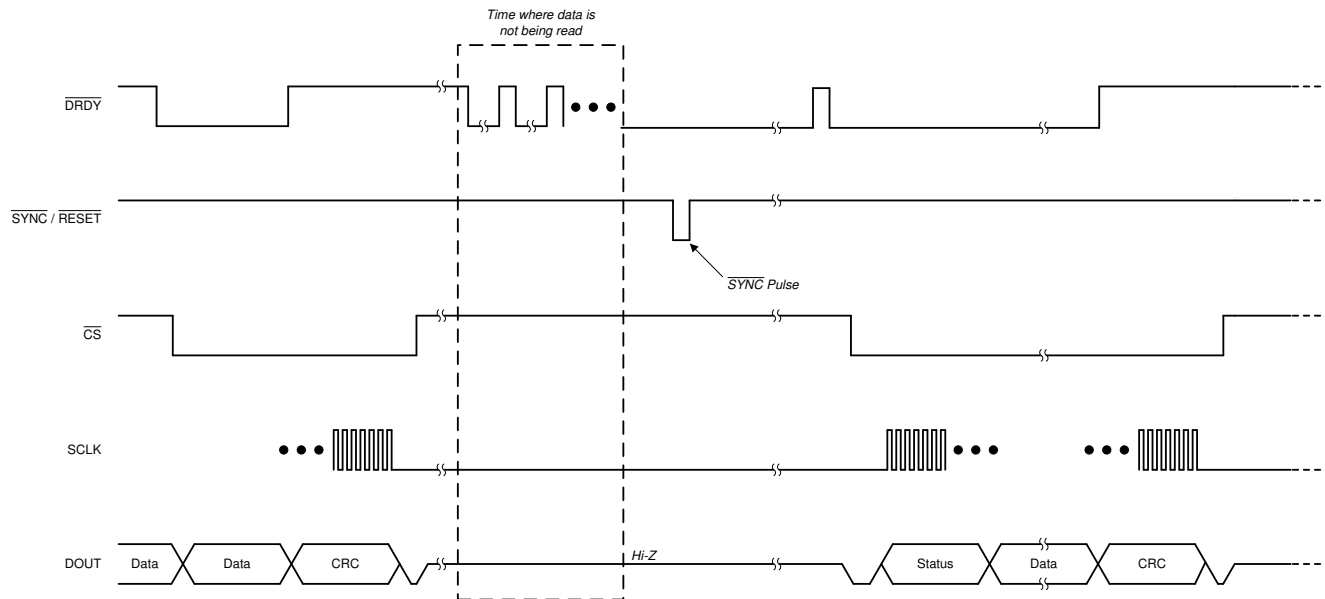 Time where data is
not being read
DRDY
SYNC / RESET
SYNC Pulse
CS
SCLK
DOUT
Data
Data
CRC
Hi-Z
Status
Data
CRC